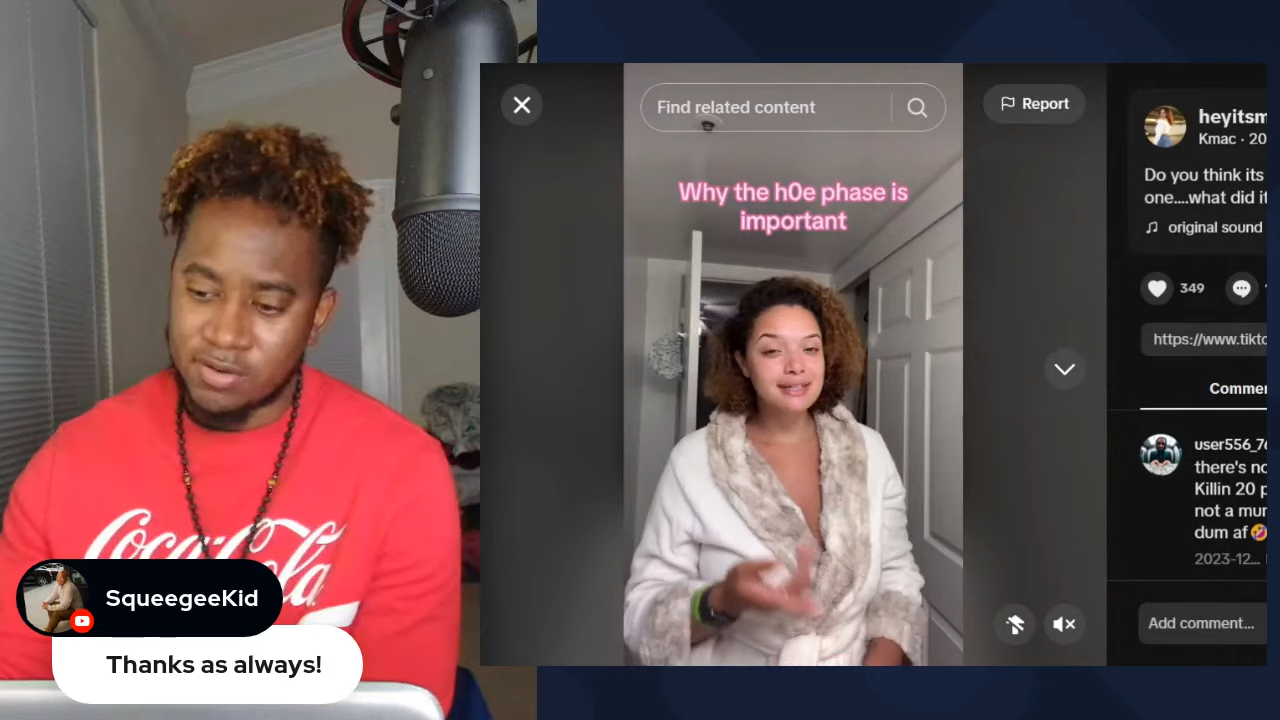 Coca-Cola
SqueegeeKid
Thanks as always!
Find related content
Report
Why the h0e phase is
important
heyitsm
Kmac · 20
Do you think its
one....what did it
original sound
349
https://www.tikto
Comme
user556_7
there's no
Killin 20 p
not a mur
dum af
2023-12...
Add comment...